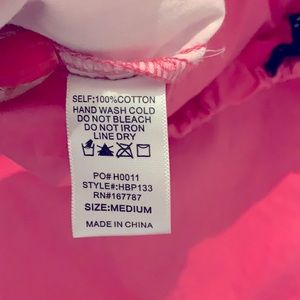 SELF:100%COTTON
HAND WASH COLD
DO NOT BLEACH
DO NOT IRON
LINE DRY
PO# H0011
STYLE#:HBP133
RN#167787
SIZE:MEDIUM
MADE IN CHINA